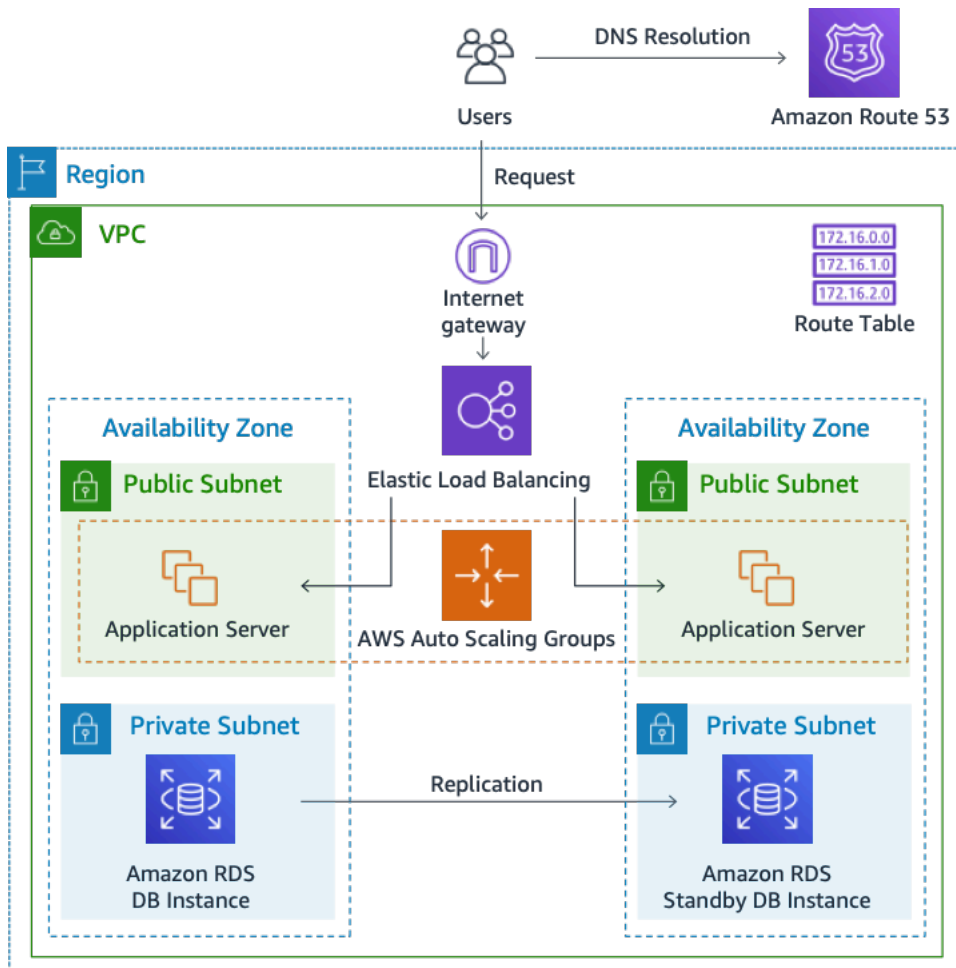 DNS Resolution
53
Users
Amazon Route 53
Region
Request
VPC
172.16.0.0
172.16.1.0
172.16.2.0
Route Table
Internet
gateway
Availability Zone
Availability Zone
Public Subnet
Elastic Load Balancing
Public Subnet
Application Server
AWS Auto Scaling Groups
Application Server
Private Subnet
Private Subnet
Replication
Amazon RDS
DB Instance
Amazon RDS
Standby DB Instance